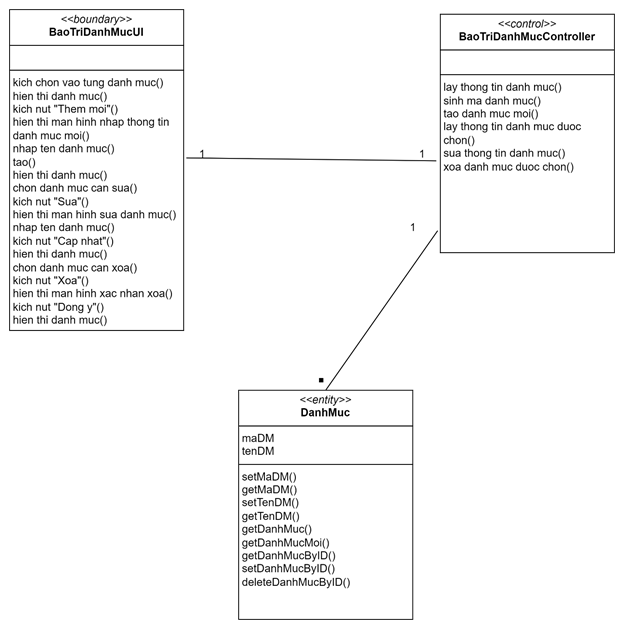 <<boundary>>
BaoTriDanhMucUI
kich chon vao tung danh muc()
hien thi danh muc()
kich nut "Them moi"()
hien thi man hinh nhap thong tin
danh muc moi()
nhap ten danh muc()
tao()
hien thi danh muc()
chon danh muc can sua()
kich nut "Sua"()
hien thi man hinh sua danh muc()
nhap ten danh muc()
kich nut "Cap nhat"()
hien thi danh muc()
chon danh muc can xoa()
kich nut "Xoa"()
hien thi man hinh xac nhan xoa()
kich nut "Dong y"()
hien thi danh muc()
1
1
<<control>>
BaoTriDanhMucController
lay thong tin danh muc()
sinh ma danh muc()
tao danh muc moi()
lay thong tin danh muc duoc
chon()
sua thong tin danh muc()
xoa danh muc duoc chon()
1
<<entity>>
DanhMuc
maDM
tenDM
setMaDM()
getMaDM()
setTenDM()
getTenDM()
getDanhMuc()
getDanhMucMoi()
getDanhMucByID()
setDanhMucByID()
deleteDanhMucByID()